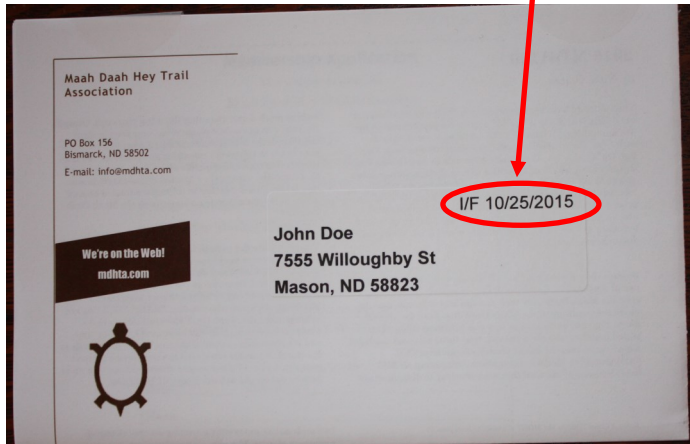 Maah Daah Hey Trail
Association
PO Box 156
Bismarck, ND 58502
E-mail: info@mdhta.com
We're on the Web!
mdhta.com
I/F 10/25/2015
John Doe
7555 Willoughby St
Mason, ND 58823